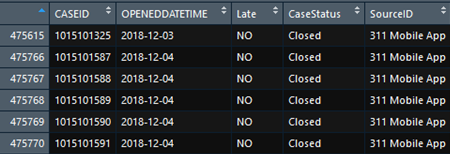 CASEID OPENEDDATETIME Late CaseStatus SourceID
475615 1015101325 2018-12-03 NO Closed 311 Mobile App
475766 1015101587 2018-12-04 NO Closed 311 Mobile App
475767 1015101588 2018-12-04 NO Closed 311 Mobile App
475768 1015101589 2018-12-04 NO Closed 311 Mobile App
475769 1015101590 2018-12-04 NO Closed 311 Mobile App
475770 1015101591 2018-12-04 NO Closed 311 Mobile App